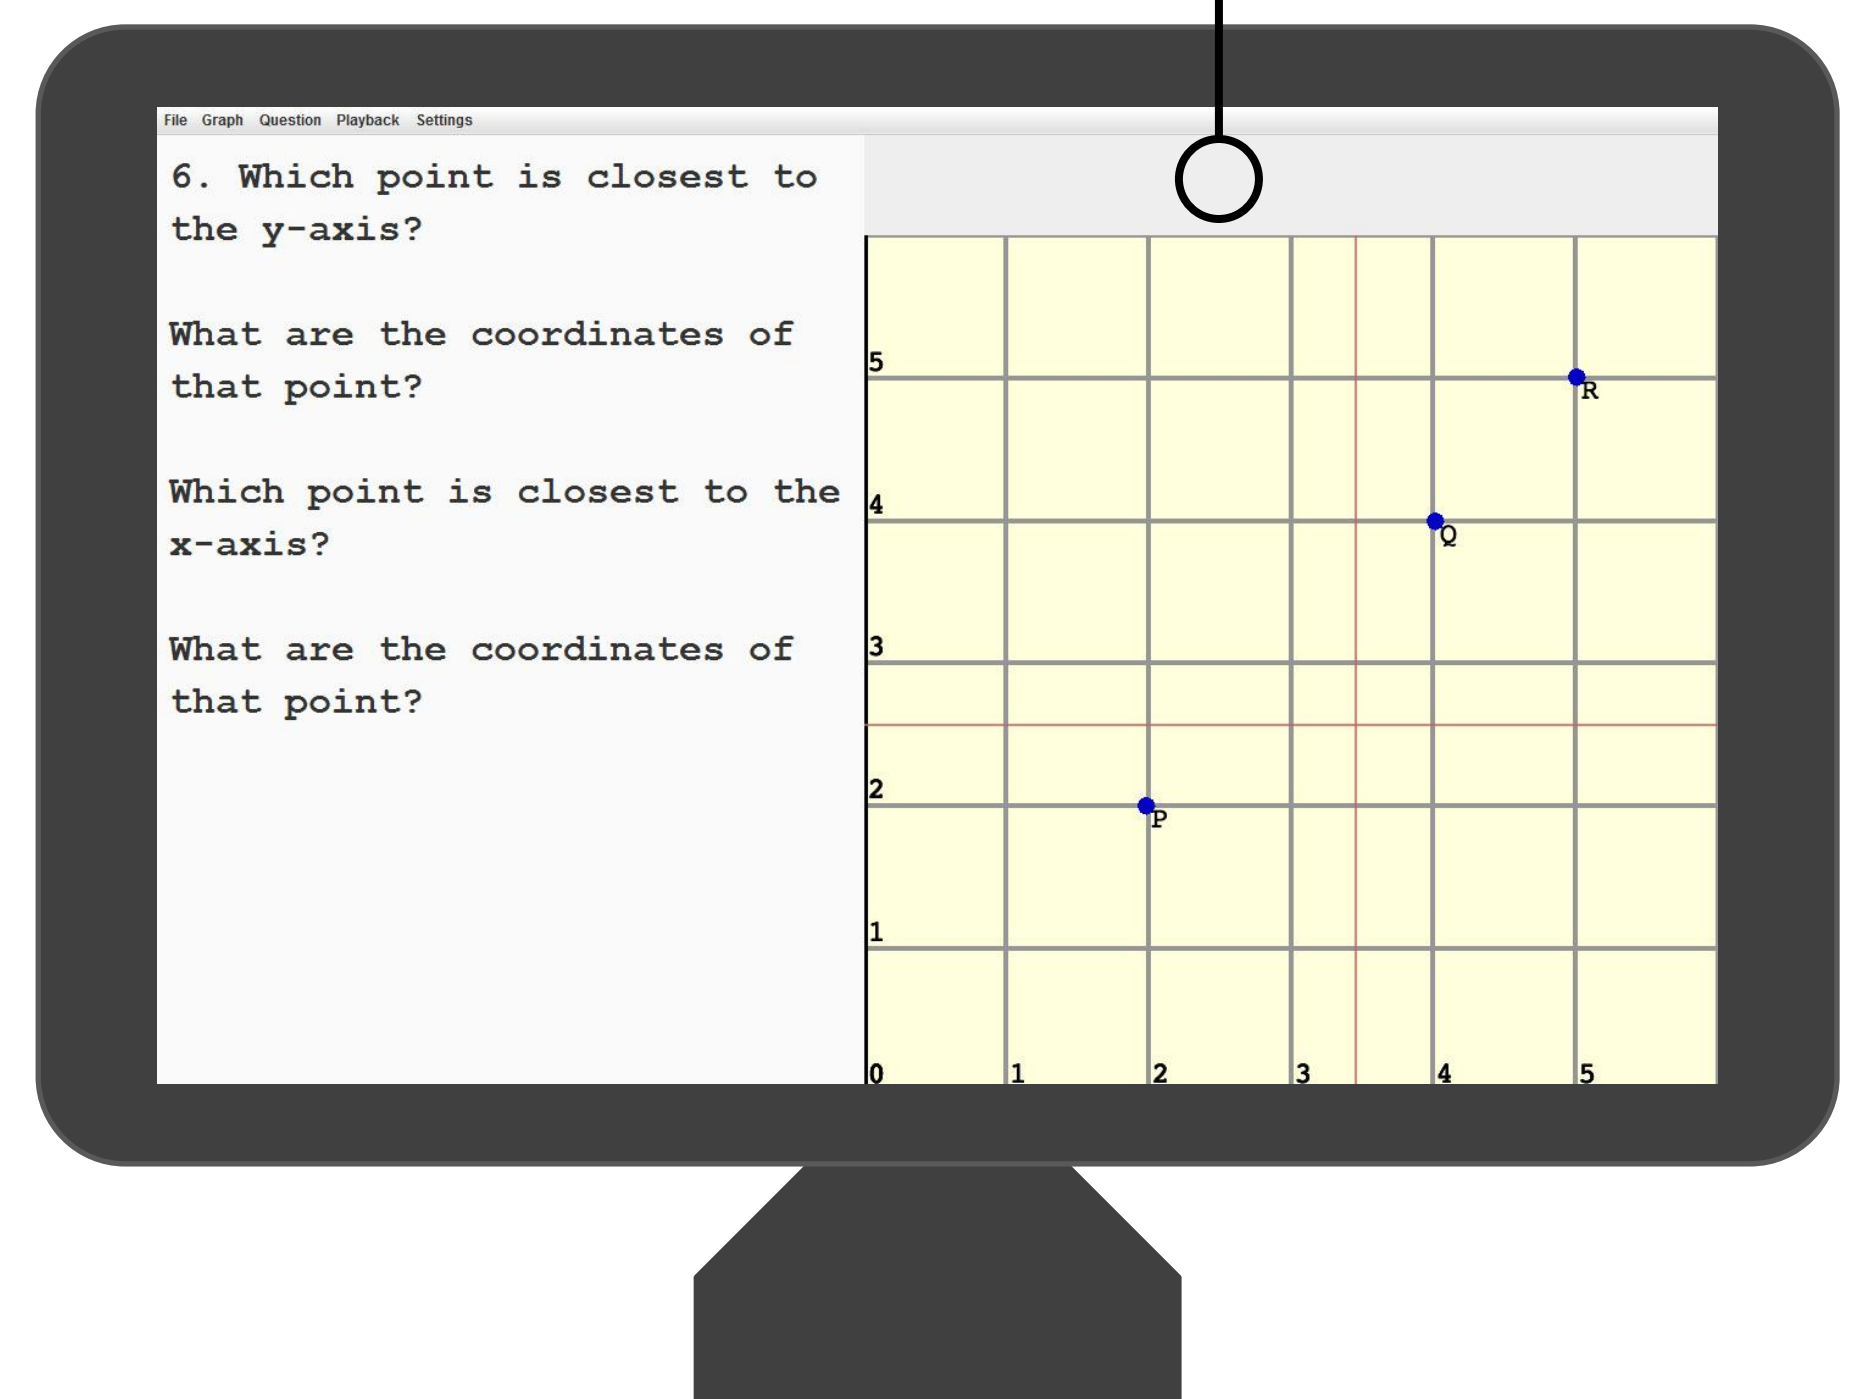 File Graph Question Playback Settings
6. Which point is closest to
the y-axis?
What are the coordinates of
that point?
Which point is closest to the
x-axis?
What are the coordinates of
that point?
5
R
4
Q
3
2
P
1
0 1 2 3 4 5